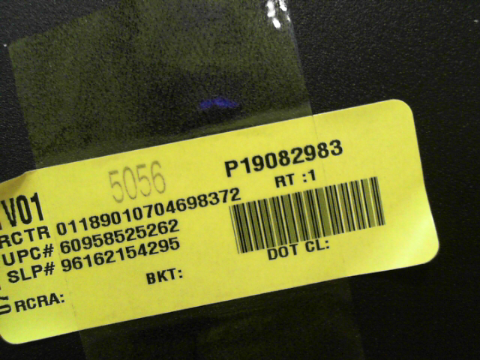 5056
P19082983
RT :1
V01
RCTR 01189010704698372
UPC# 60958525262
SLP# 96162154295
DOT CL:
BKT:
RCRA: